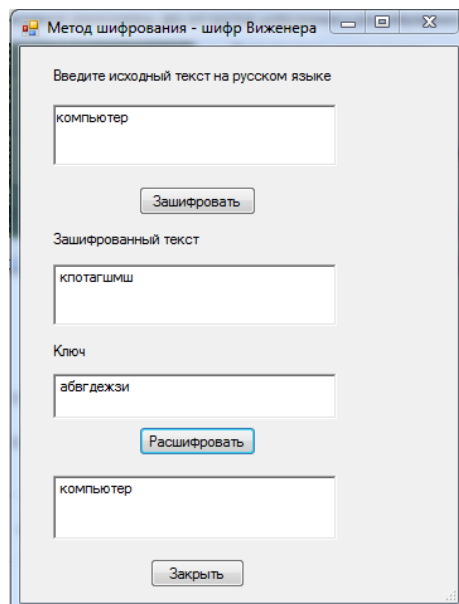 Метод шифрования - шифр Виженера
Введите исходный текст на русском языке
компьютер
Зашифровать
Зашифрованный текст
кпотагшмш
Ключ
абвгдежзи
Расшифровать
компьютер
Закрыть